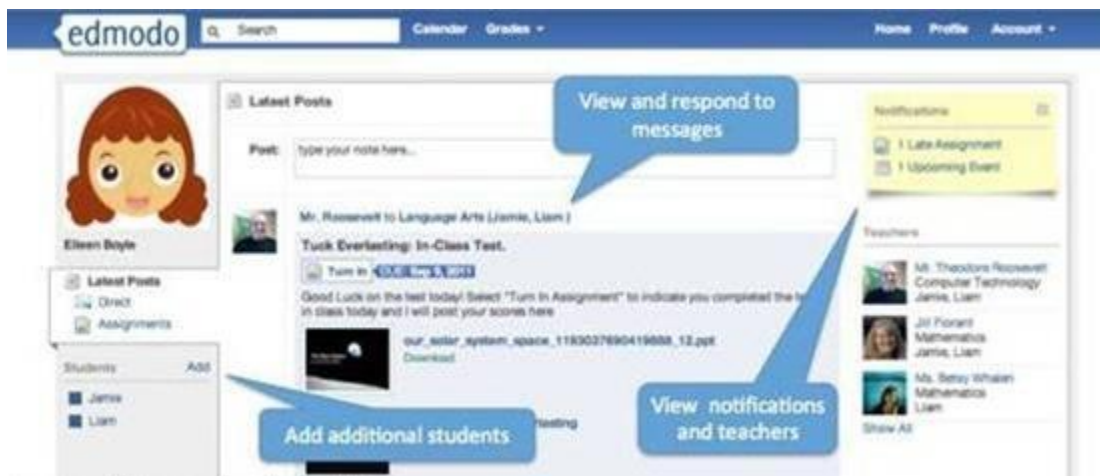 edmodo
Search
Calendar
Grades
Home
Profile
Account
Latest Posts
View and respond to
messages
Notifications
Post:
type your note here...
1 Late Assignment
1 Upcoming Event
Mr. Roosevelt to Language Arts (Jamie, Liam )
Teachers
Eileen Boyle
Tuck Everlasting: In-Class Test.
Latest Posts
Turn In
DUE: Sep 9, 2011
Mr. Theodore Roosevelt
Computer Technology
Jamie, Liam
Direct
Assignments
Good Luck on the test today! Select "Turn In Assignment" to indicate you completed the
in class today and I will post your scores here
Jill Fiorant
Mathematics
Jamie, Liam
our_solar_system_space_1193037690419888_12.ppt
Download
Students
Add
Jamie
Liam
Ms. Betsy Whalen
Mathematics
Liam
View notifications
and teachers
Show All
Add additional students